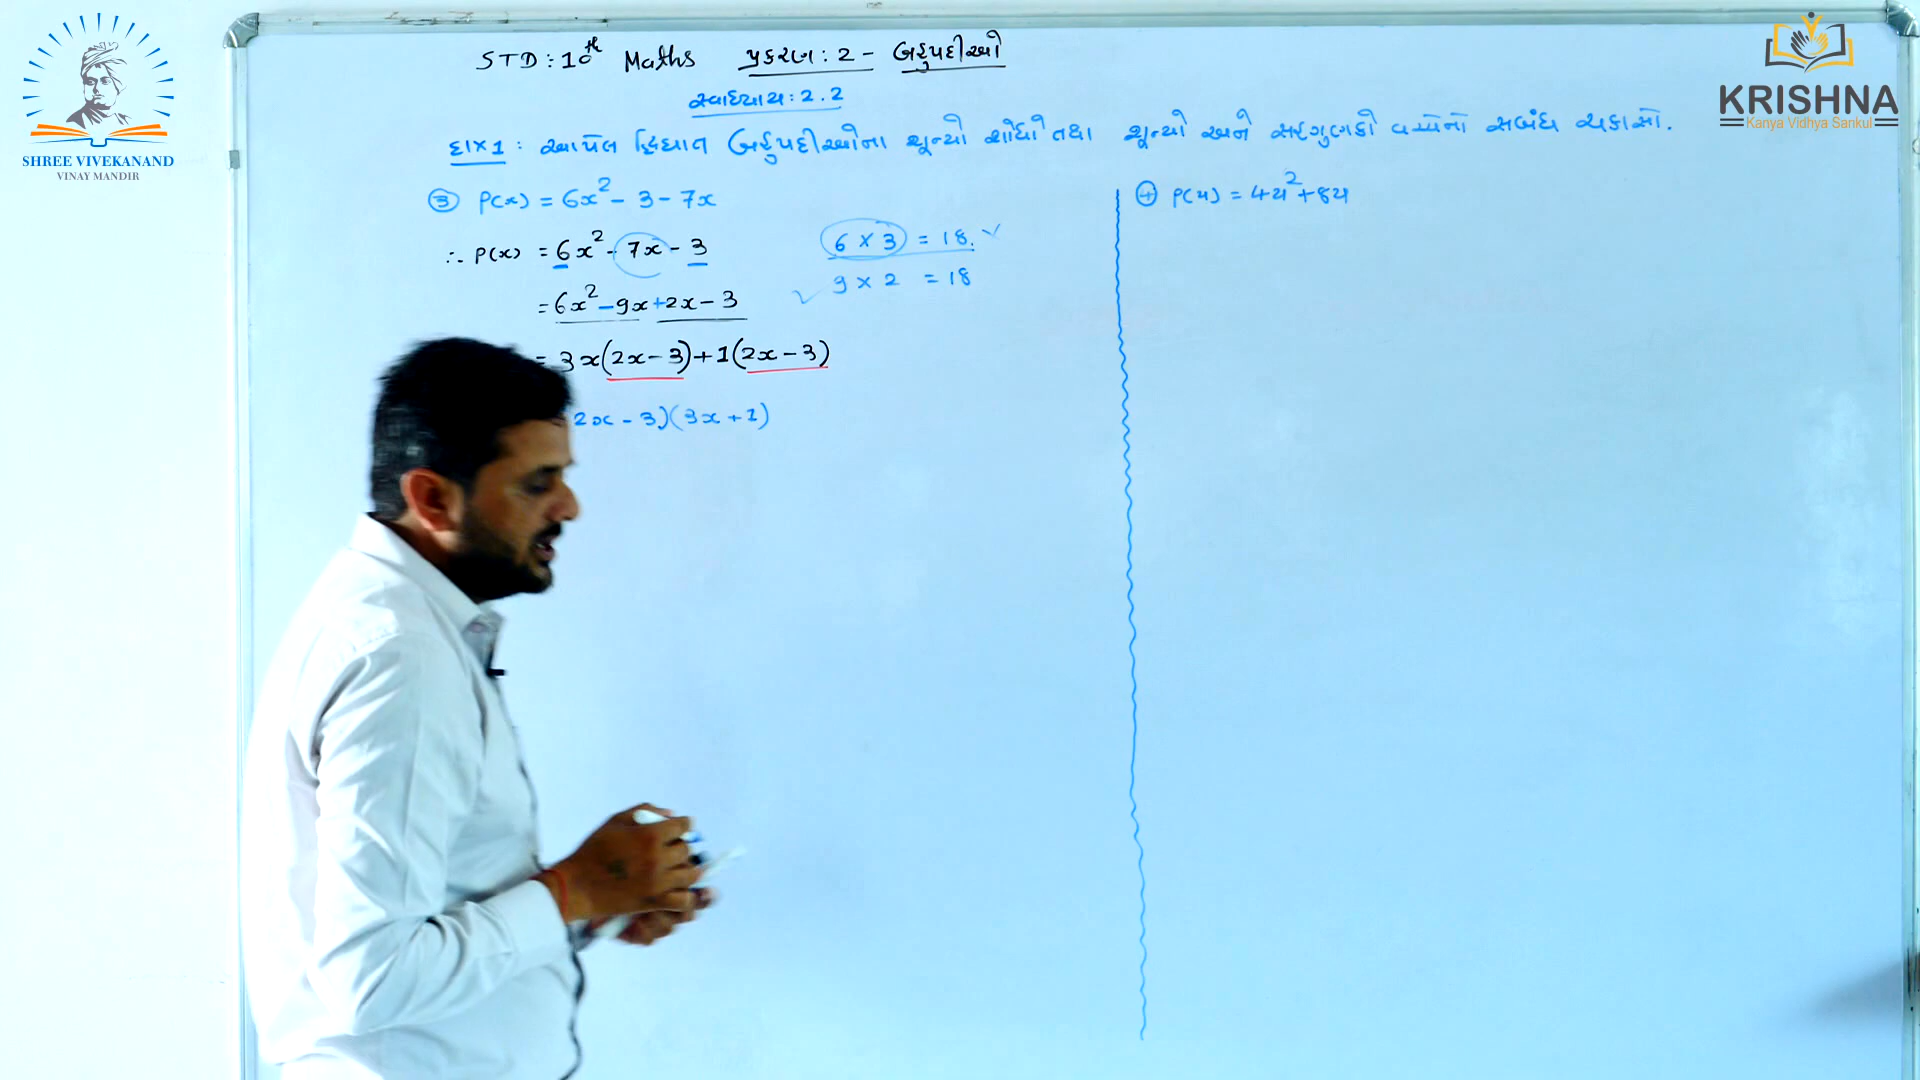 SHREE VIVEKANAND
VINAY MANDIR
KRISHNA
Kanya Vidhya Sankul
STD : 10th Maths પ્રકરણ : 2 - બહુપદીઓ
સ્વાધ્યાય : 2.2
દાખ 1 : આપેલ દ્વિઘાત બહુપદીઓના શૂન્યો શોધો તથા શૂન્યો અને સહગુણકો વચ્ચેનો સબંધ ચકાસો.
③ P(x) = 6x² - 3 - 7x
∴ P(x) = 6x² - 7x - 3
= 6x² - 9x + 2x - 3
= 3x(2x - 3) + 1(2x - 3)
2x - 3)(3x + 1)
6 × 3 = 18. ✓
✓ 9 × 2 = 18
P(u) = 4u² + 8u